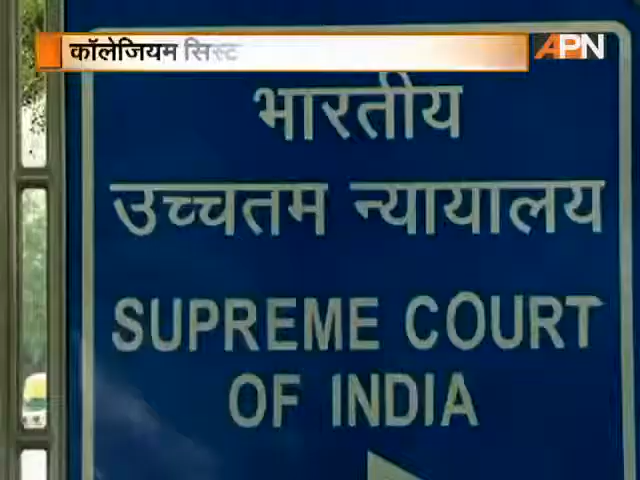 कॉलेजियम सिस्ट
APN
भारतीय
उच्चतम न्यायालय
SUPREME COURT
OF INDIA